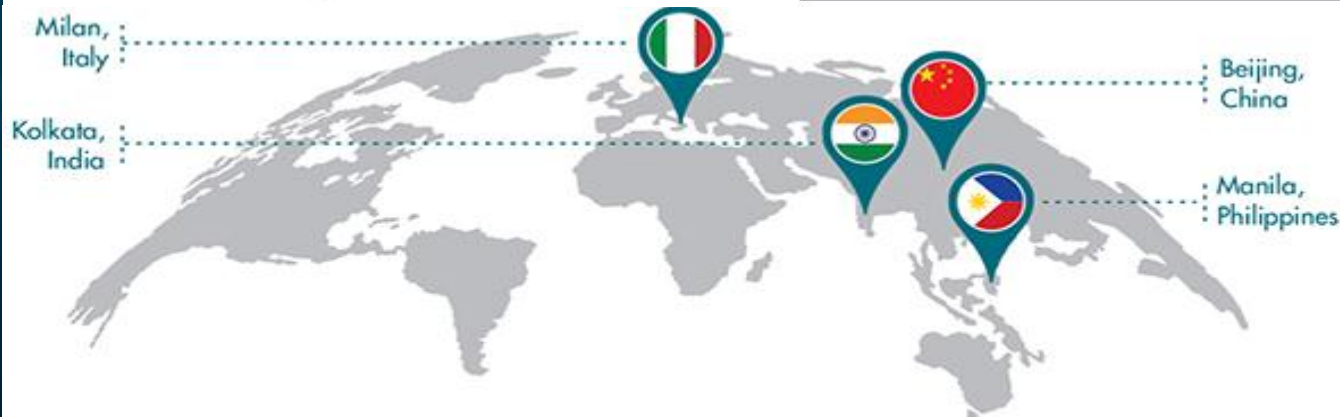 Milan,
Italy
Kolkata,
India
Beijing,
China
Manila,
Philippines